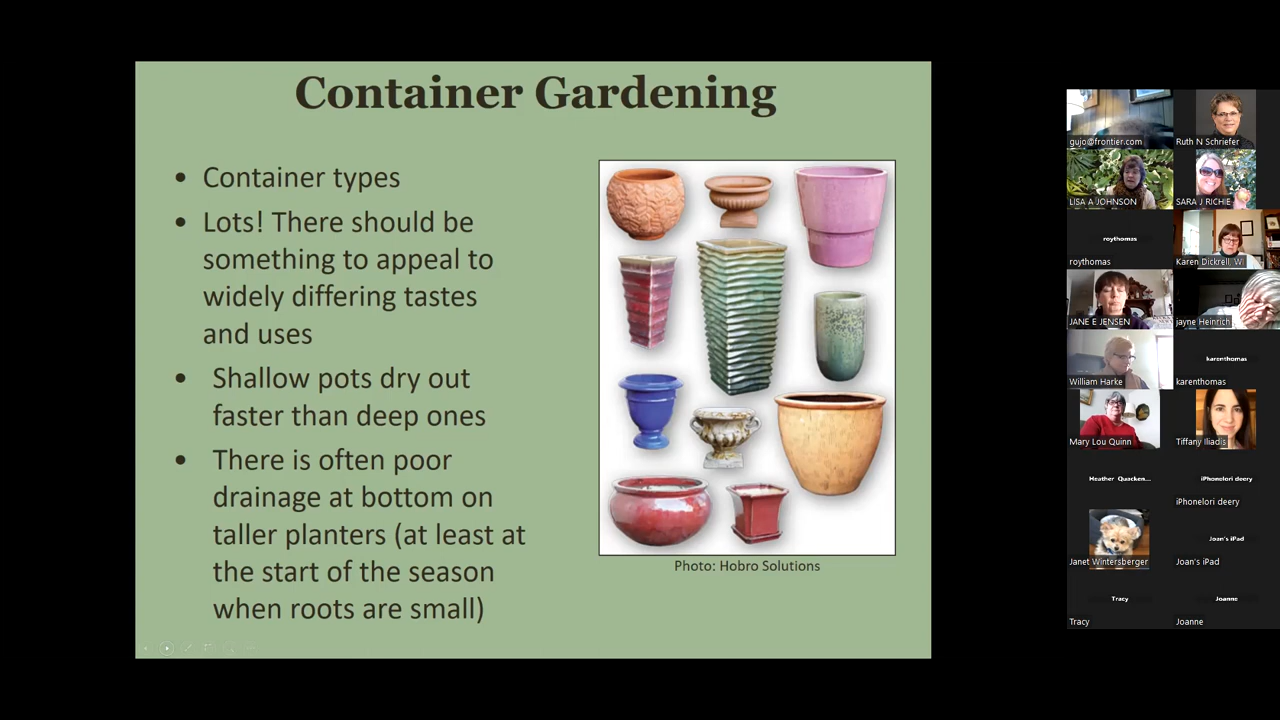 Container Gardening
• Container types
• Lots! There should be
something to appeal to
widely differing tastes
and uses
• Shallow pots dry out
faster than deep ones
• There is often poor
drainage at bottom on
taller planters (at least at
the start of the season
when roots are small)
Photo: Hobro Solutions
gujo@frontier.com
Ruth N Schriefer
LISA A JOHNSON
SARA J RICHIE
roythomas
roythomas
Karen Dickrell, WI
JANE E JENSEN
jayne Heinrich
William Harke
karenthomas
karenthomas
Mary Lou Quinn
Tiffany Iliadis
Heather Quacken...
iPhonelori deery
iPhonelori deery
Janet Wintersberger
Joan's iPad
Joan's iPad
Tracy
Tracy
Joanne
Joanne